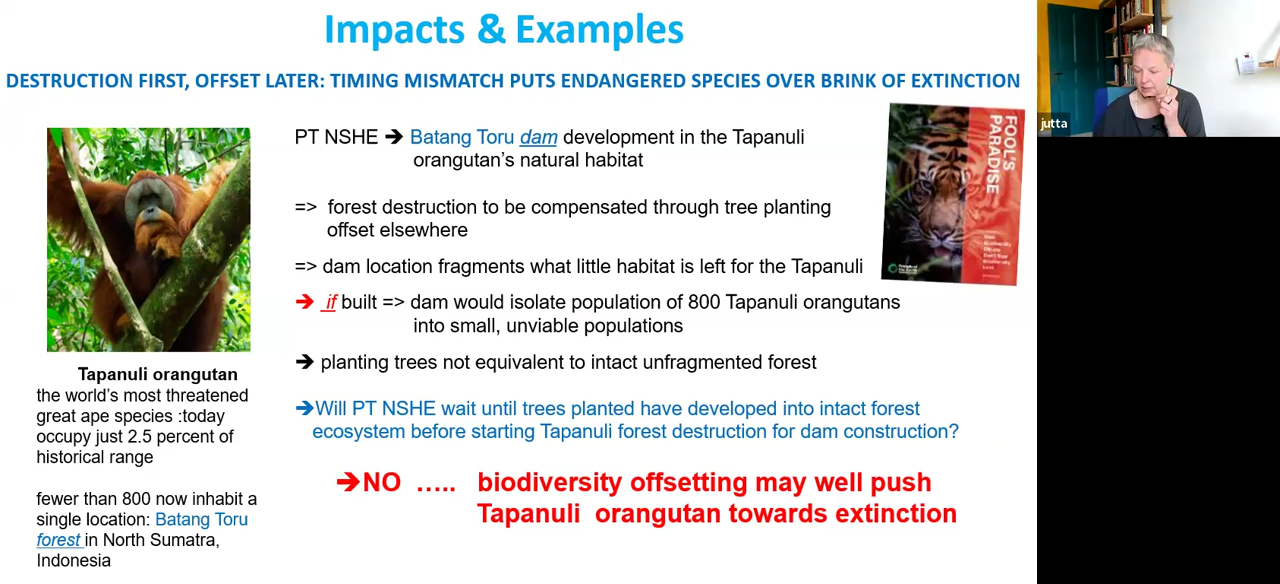 Impacts & Examples
DESTRUCTION FIRST, OFFSET LATER: TIMING MISMATCH PUTS ENDANGERED SPECIES OVER BRINK OF EXTINCTION
PT NSHE ➔ Batang Toru dam development in the Tapanuli
orangutan's natural habitat
=> forest destruction to be compensated through tree planting
offset elsewhere
=> dam location fragments what little habitat is left for the Tapanuli
➔ if built => dam would isolate population of 800 Tapanuli orangutans
into small, unviable populations
➔ planting trees not equivalent to intact unfragmented forest
➔Will PT NSHE wait until trees planted have developed into intact forest
ecosystem before starting Tapanuli forest destruction for dam construction?
➔NO ..... biodiversity offsetting may well push
Tapanuli orangutan towards extinction
Tapanuli orangutan
the world's most threatened
great ape species :today
occupy just 2.5 percent of
historical range
fewer than 800 now inhabit a
single location: Batang Toru
forest in North Sumatra,
Indonesia
FOOL'S
PARADISE
jutta